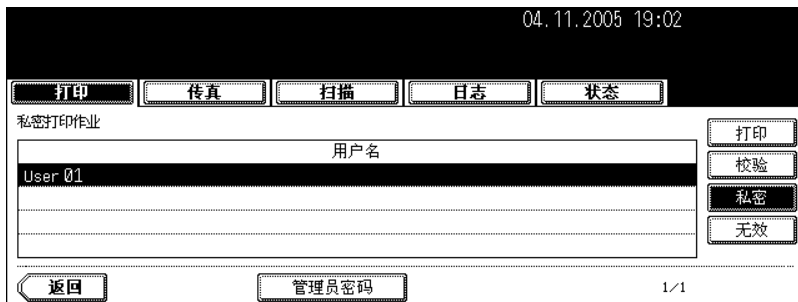 04.11.2005 19:02
打印 传真 扫描 日志 状态
私密打印作业
用户名
User 01
打印
校验
私密
无效
返回 管理员密码 1/1